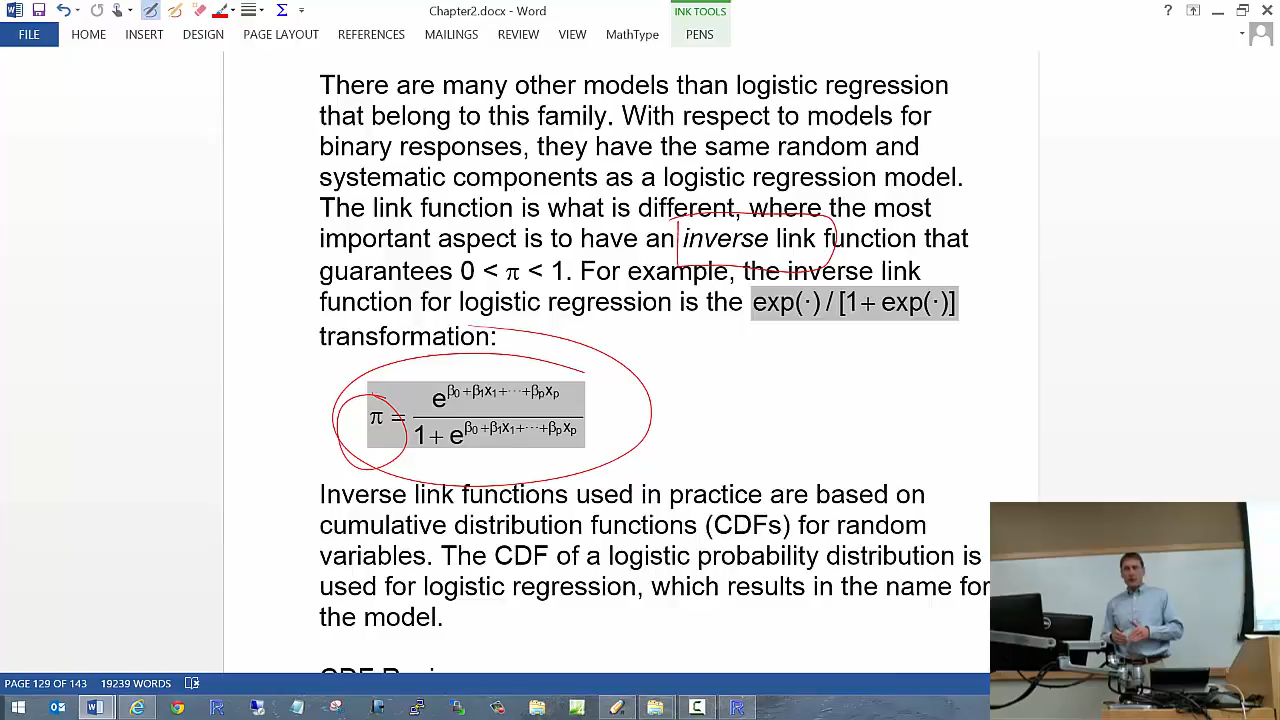 Chapter2.docx - Word
INK TOOLS
FILE HOME INSERT DESIGN PAGE LAYOUT REFERENCES MAILINGS REVIEW VIEW MathType PENS
There are many other models than logistic regression
that belong to this family. With respect to models for
binary responses, they have the same random and
systematic components as a logistic regression model.
The link function is what is different, where the most
important aspect is to have an inverse link function that
guarantees 0 < π < 1. For example, the inverse link
function for logistic regression is the exp(·) / [1+ exp(·)]
transformation:
π = e^{β0+β1x1+⋯+βpxp} / (1+ e^{β0+β1x1+⋯+βpxp})
Inverse link functions used in practice are based on
cumulative distribution functions (CDFs) for random
variables. The CDF of a logistic probability distribution is
used for logistic regression, which results in the name for
the model.
PAGE 129 OF 143 19239 WORDS